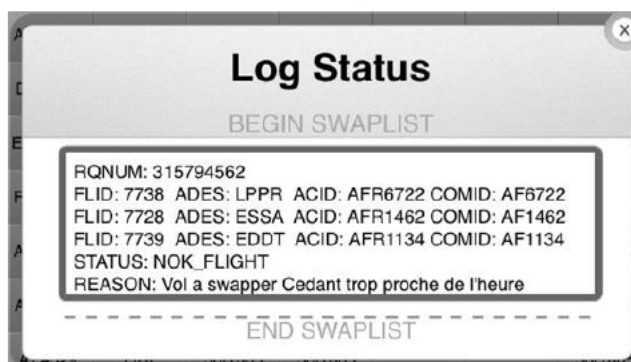 Log Status
BEGIN SWAPLIST
RQNUM: 315794562
FLID: 7738 ADES: LPPR ACID: AFR6722 COMID: AF6722
FLID: 7728 ADES: ESSA ACID: AFR1462 COMID: AF1462
FLID: 7739 ADES: EDDT ACID: AFR1134 COMID: AF1134
STATUS: NOK_FLIGHT
REASON: Vol a swapper Cedant trop proche de l'heure
END SWAPLIST